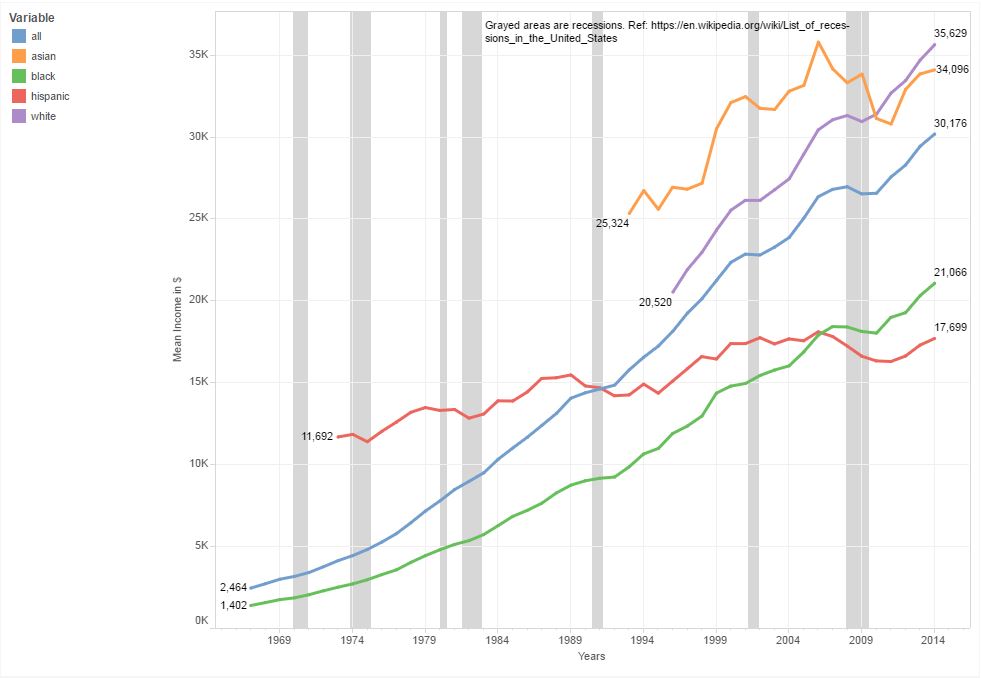 Variable
all
asian
black
hispanic
white
Grayed areas are recessions. Ref: https://en.wikipedia.org/wiki/List_of_reces-
sions_in_the_United_States
35,629
34,096
30,176
25,324
20,520
21,066
17,699
11,692
2,464
1,402
Mean Income in $
35K
30K
25K
20K
15K
10K
5K
0K
1969
1974
1979
1984
1989
1994
1999
2004
2009
2014
Years